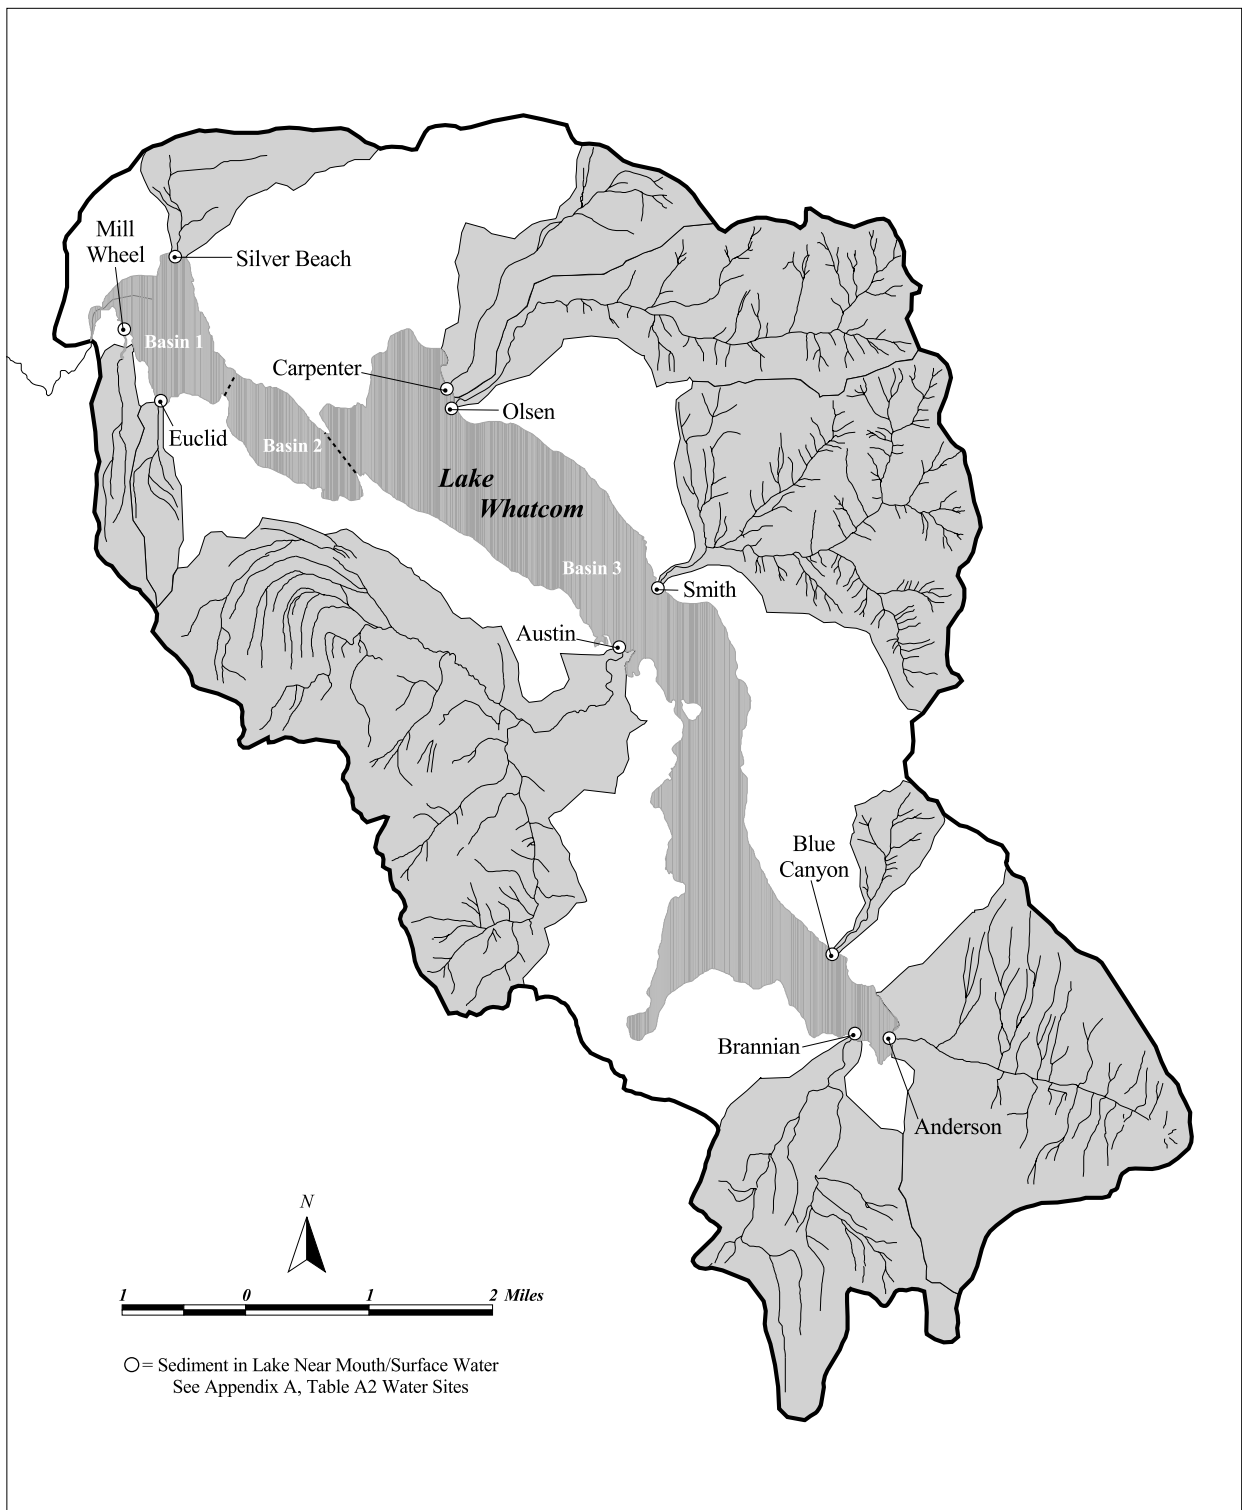 Mill
Wheel
Silver Beach
Basin 1
Carpenter
Olsen
Euclid
Basin 2
Lake
Whatcom
Basin 3
Smith
Austin
Blue
Canyon
Brannian
Anderson
N
1 0 1 2 Miles
= Sediment in Lake Near Mouth/Surface Water
See Appendix A, Table A2 Water Sites